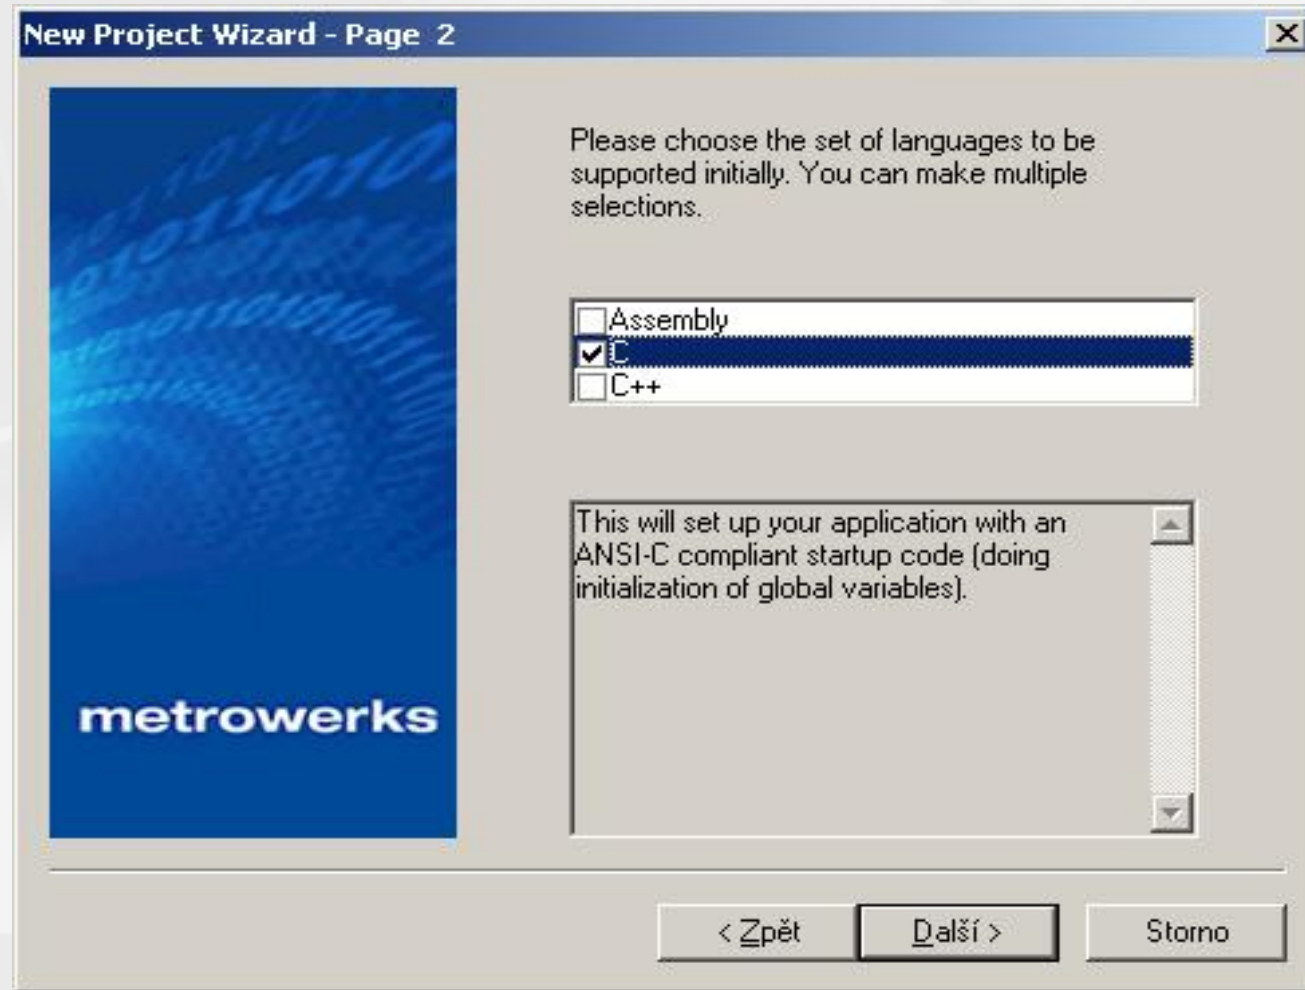 New Project Wizard - Page 2
Please choose the set of languages to be
supported initially. You can make multiple
selections.
Assembly
C
C++
This will set up your application with an
ANSI-C compliant startup code (doing
initialization of global variables).
metrowerks
< Zpět
Další >
Storno